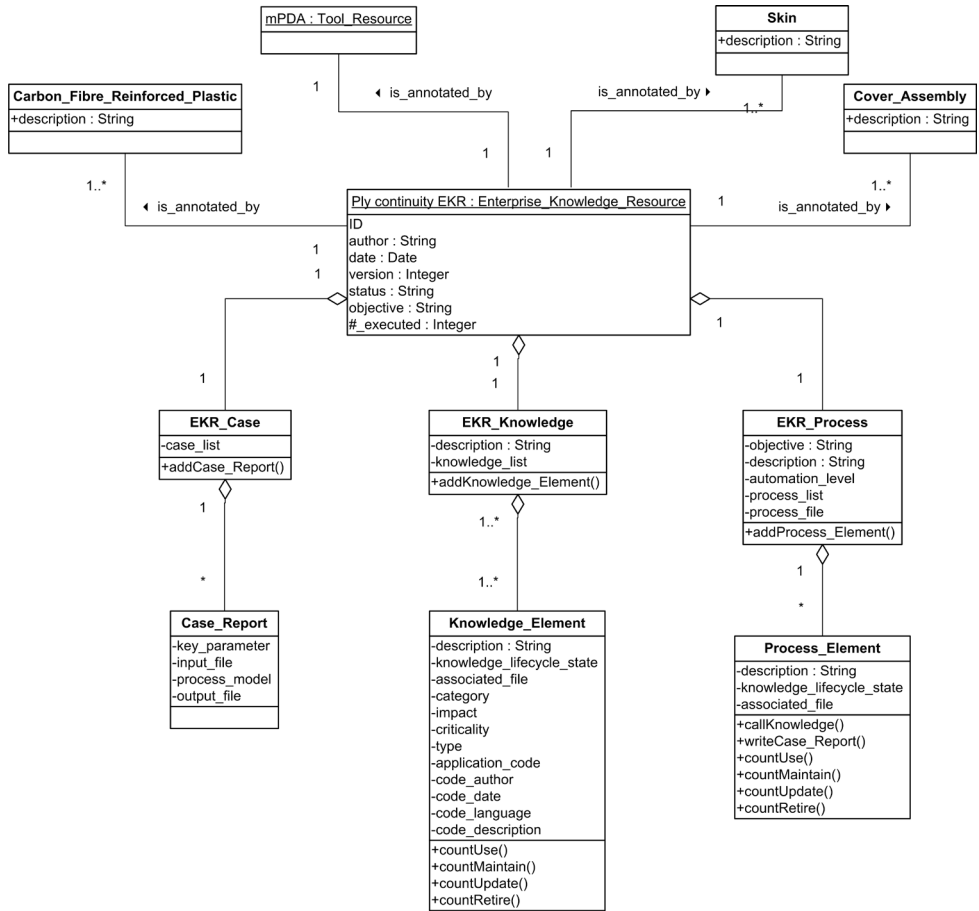 mPDA : Tool_Resource
Skin
+description : String
Carbon_Fibre_Reinforced_Plastic
+description : String
Cover_Assembly
+description : String
1
is_annotated_by
is_annotated_by
1..*
1
1
1..*
is_annotated_by
1
1..*
is_annotated_by
1
Ply continuity EKR : Enterprise_Knowledge_Resource
ID
author : String
date : Date
version : Integer
status : String
objective : String
#_executed : Integer
1
1
1
1
1
1
1
EKR_Case
-case_list
+addCase_Report()
EKR_Knowledge
-description : String
-knowledge_list
+addKnowledge_Element()
EKR_Process
-objective : String
-description : String
-automation_level
-process_list
-process_file
+addProcess_Element()
1
*
1..*
1..*
1
*
Case_Report
-key_parameter
-input_file
-process_model
-output_file
Knowledge_Element
-description : String
-knowledge_lifecycle_state
-associated_file
-category
-impact
-criticality
-type
-application_code
-code_author
-code_date
-code_language
-code_description
+countUse()
+countMaintain()
+countUpdate()
+countRetire()
Process_Element
-description : String
-knowledge_lifecycle_state
-associated_file
+callKnowledge()
+writeCase_Report()
+countUse()
+countMaintain()
+countUpdate()
+countRetire()